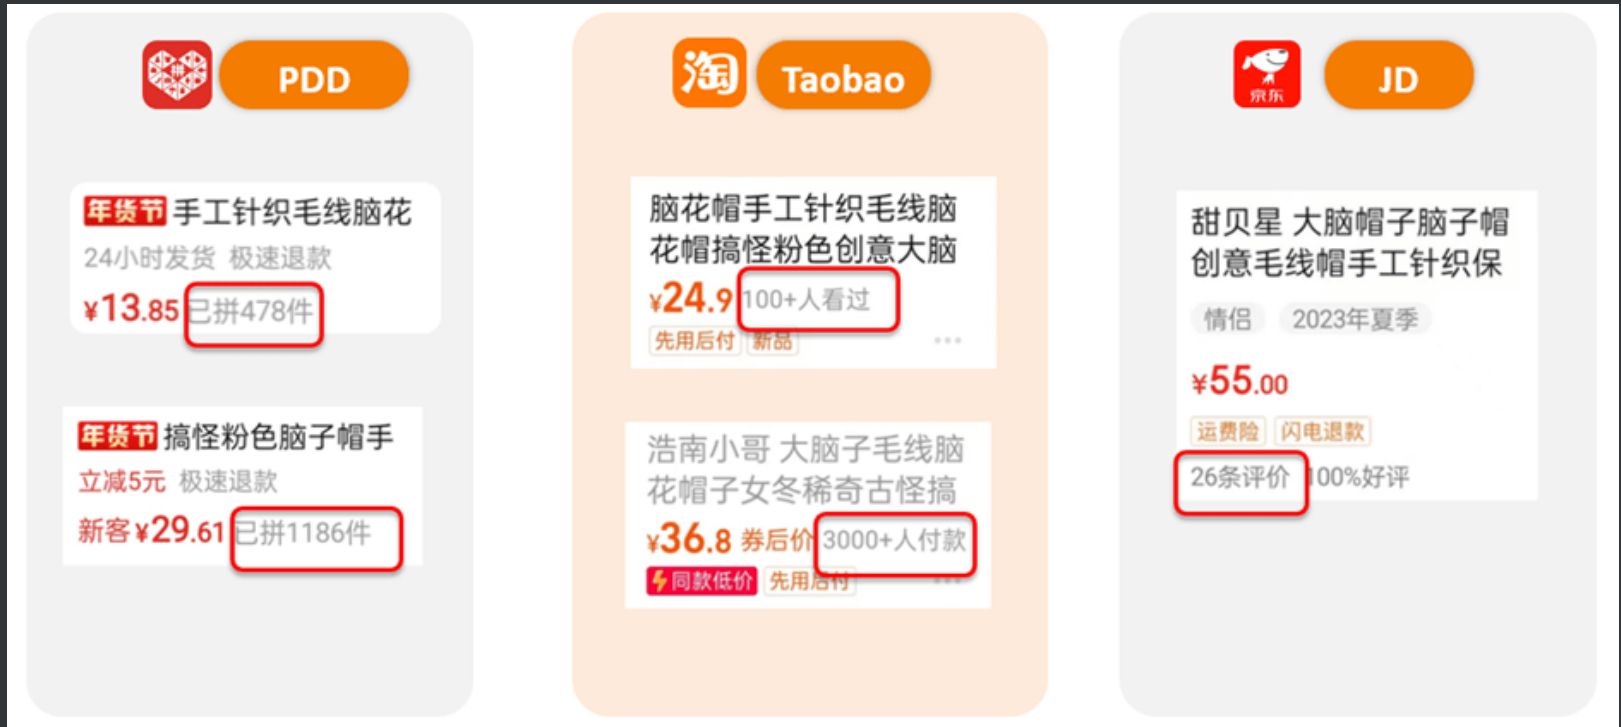 拼
PDD
年货节 手工针织毛线脑花
24小时发货 极速退款
¥13.85 已拼478件
年货节 搞怪粉色脑子帽手
立减5元 极速退款
新客 ¥29.61 已拼1186件
淘
Taobao
脑花帽手工针织毛线脑
花帽搞怪粉色创意大脑
¥24.9 100+人看过
先用后付 新品
浩南小哥 大脑子毛线脑
花帽子女冬稀奇古怪搞
¥36.8 券后价 3000+人付款
同款低价 先用后付
京东
JD
甜贝星 大脑帽子脑子帽
创意毛线帽手工针织保
情侣 2023年夏季
¥55.00
运费险 闪电退款
26条评价 100%好评